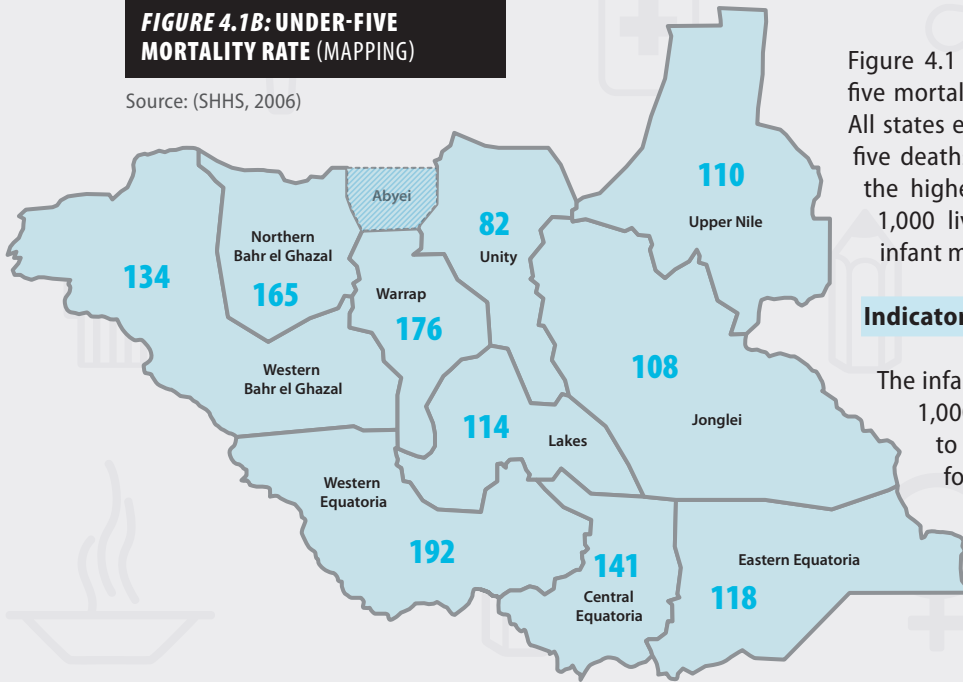 FIGURE 4.1B: UNDER-FIVE
MORTALITY RATE (MAPPING)
Source: (SHHS, 2006)
Abyei
110
Upper Nile
82
Unity
Northern
Bahr el Ghazal
165
134
Warrap
176
Western
Bahr el Ghazal
108
Jonglei
114
Lakes
Western
Equatoria
192
141
Central
Equatoria
Eastern Equatoria
118
Figure 4.1
five mortal
All states e
five death
the highe
1,000 liv
infant m
Indicator
The infa
1,000
to
fo